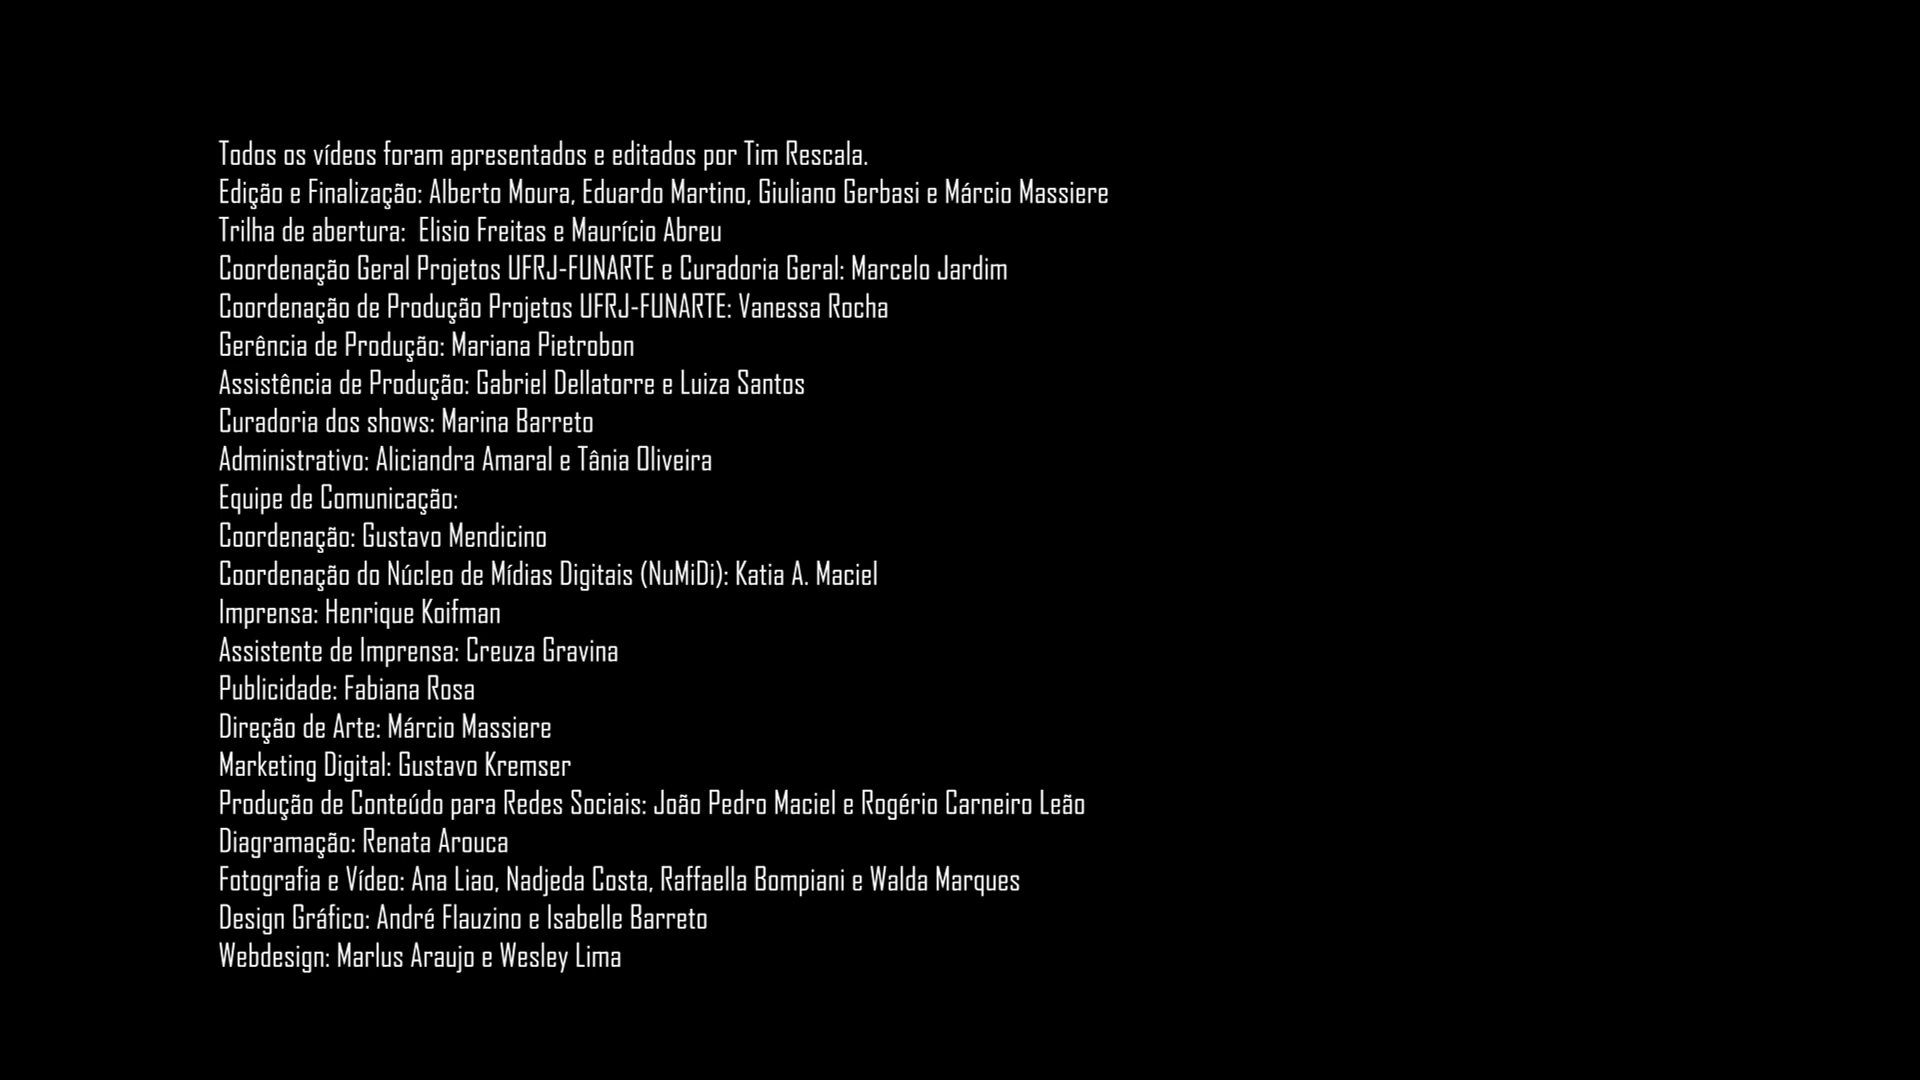 Todos os vídeos foram apresentados e editados por Tim Rescala.
Edição e Finalização: Alberto Moura, Eduardo Martino, Giuliano Gerbasi e Márcio Massiere
Trilha de abertura:  Elisio Freitas e Maurício Abreu
Coordenação Geral Projetos UFRJ-FUNARTE e Curadoria Geral: Marcelo Jardim
Coordenação de Produção Projetos UFRJ-FUNARTE: Vanessa Rocha
Gerência de Produção: Mariana Pietrobon
Assistência de Produção: Gabriel Dellatorre e Luiza Santos
Curadoria dos shows: Marina Barreto
Administrativo: Aliciandra Amaral e Tânia Oliveira
Equipe de Comunicação:
Coordenação: Gustavo Mendicino
Coordenação do Núcleo de Mídias Digitais (NuMiDi): Katia A. Maciel
Imprensa: Henrique Koifman
Assistente de Imprensa: Creuza Gravina
Publicidade: Fabiana Rosa
Direção de Arte: Márcio Massiere
Marketing Digital: Gustavo Kremser
Produção de Conteúdo para Redes Sociais: João Pedro Maciel e Rogério Carneiro Leão
Diagramação: Renata Arouca
Fotografia e Vídeo: Ana Liao, Nadjeda Costa, Raffaella Bompiani e Walda Marques
Design Gráfico: André Flauzino e Isabelle Barreto
Webdesign: Marlus Araujo e Wesley Lima